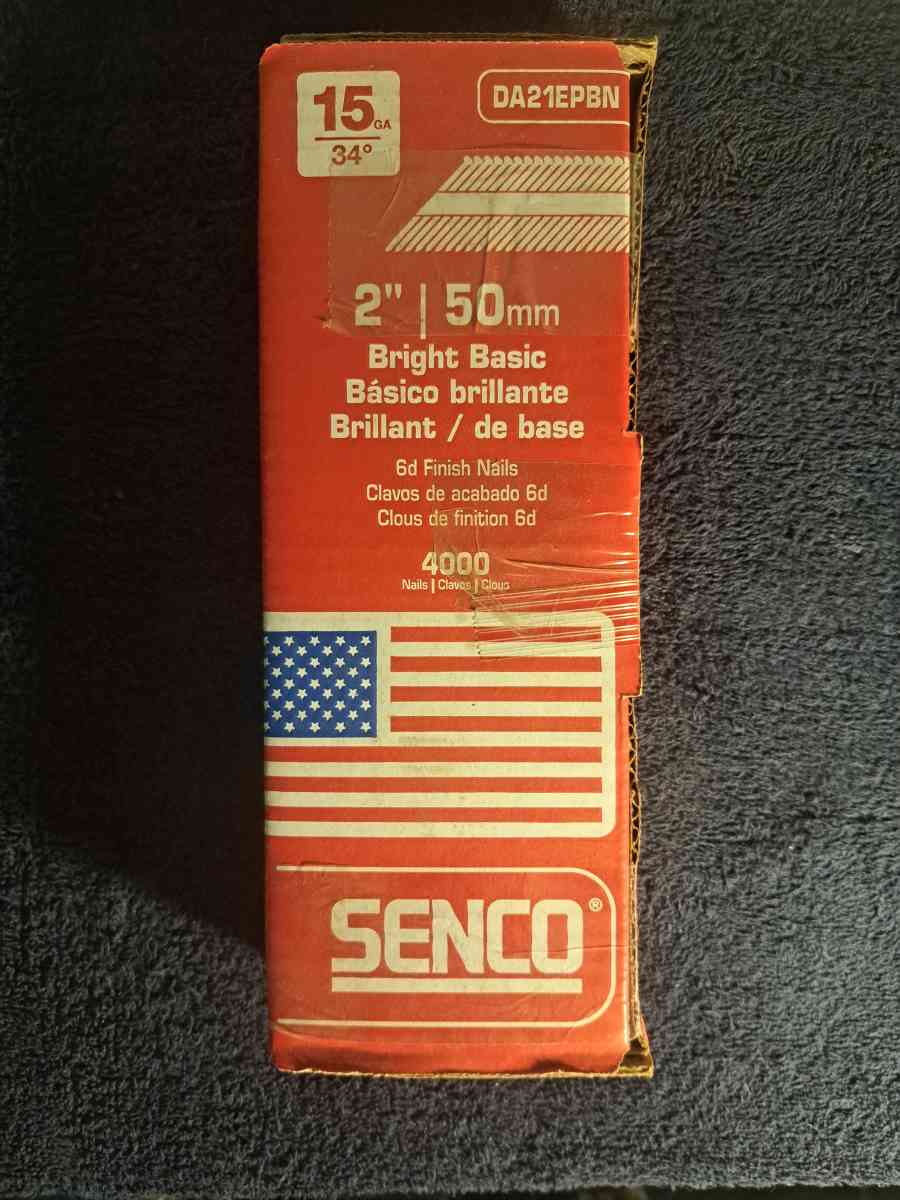 15 GA
34°
DA21EPBN
2" | 50mm
Bright Basic
Básico brillante
Brillant / de base
6d Finish Nails
Clavos de acabado 6d
Clous de finition 6d
4000
Nails | Clavos | Clous
SENCO®